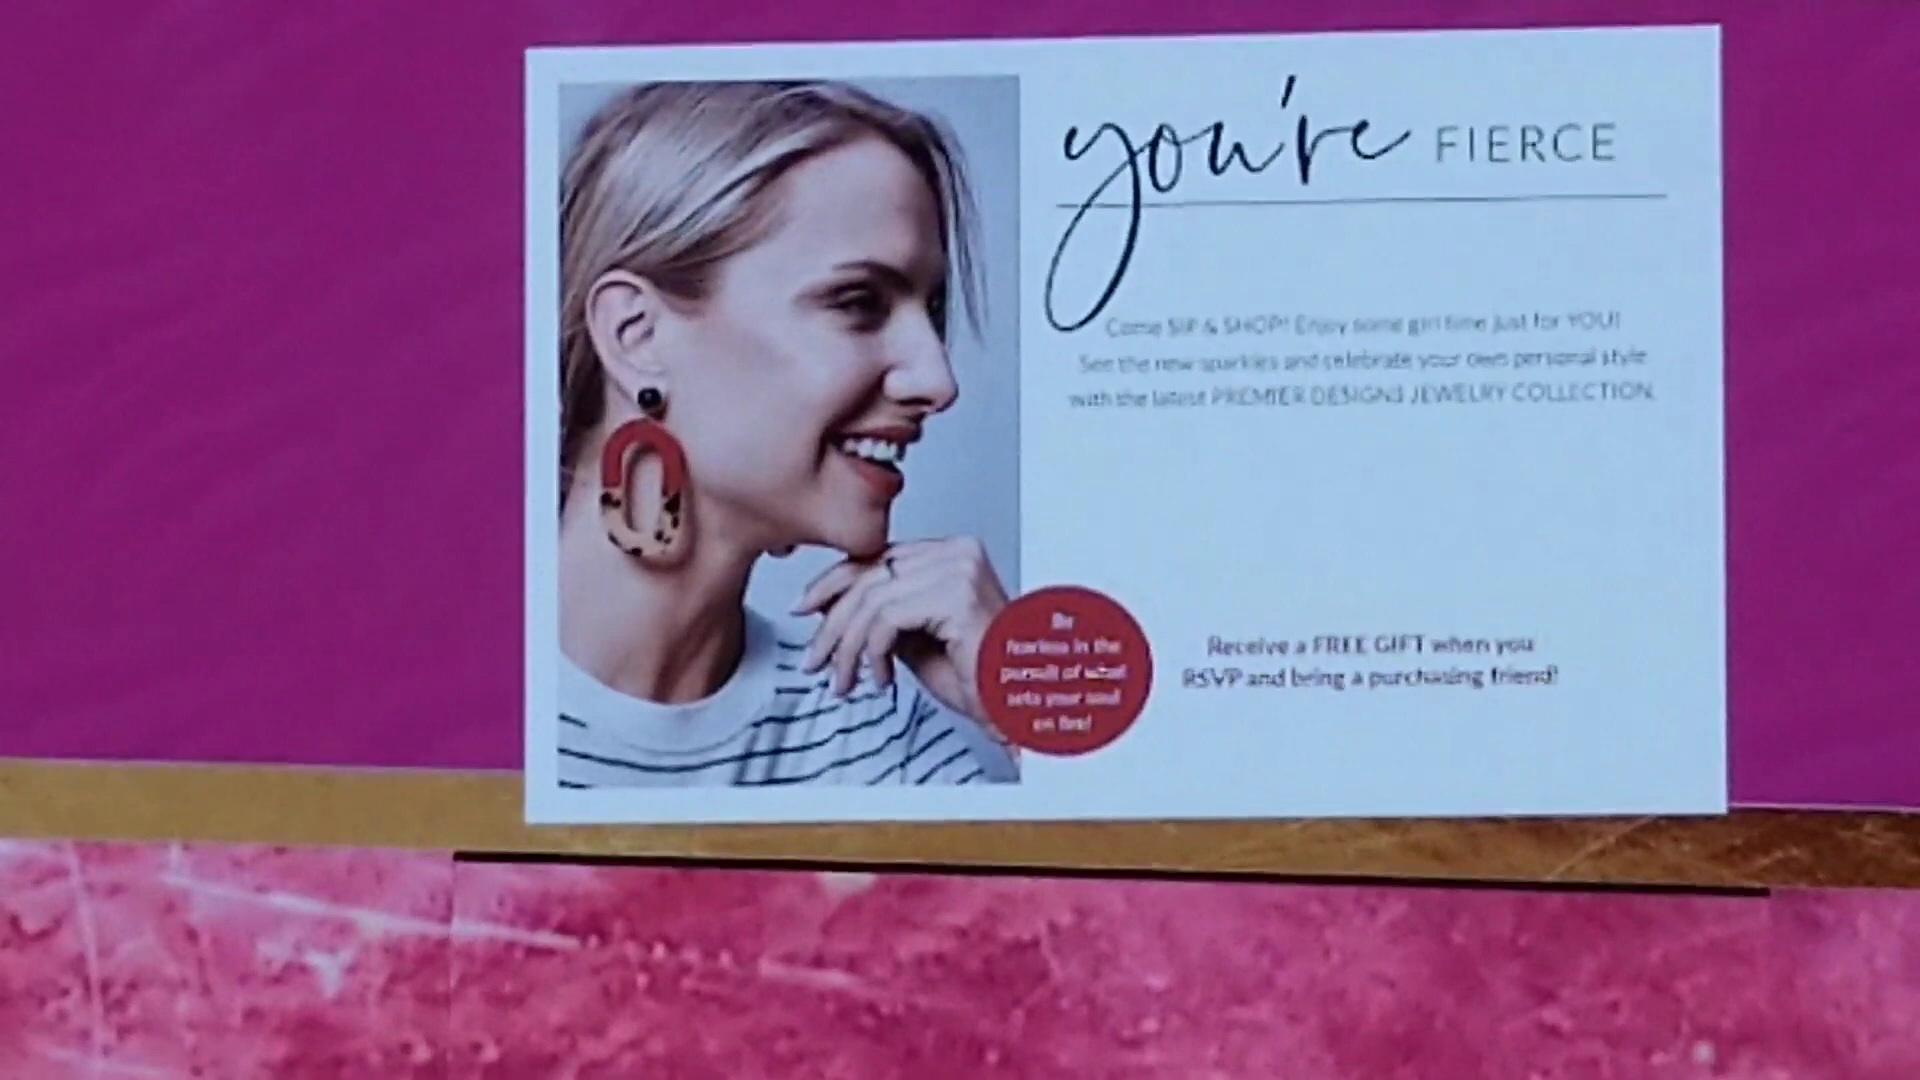 you're FIERCE
Come SIP & SHOP! Enjoy some girl time just for YOU!
See the new sparkles and celebrate your own personal style
with the latest PREMIER DESIGNS JEWELRY COLLECTION.
Be
fearless in the
pursuit of what
sets your soul
on fire!
Receive a FREE GIFT when you
RSVP and bring a purchasing friend!